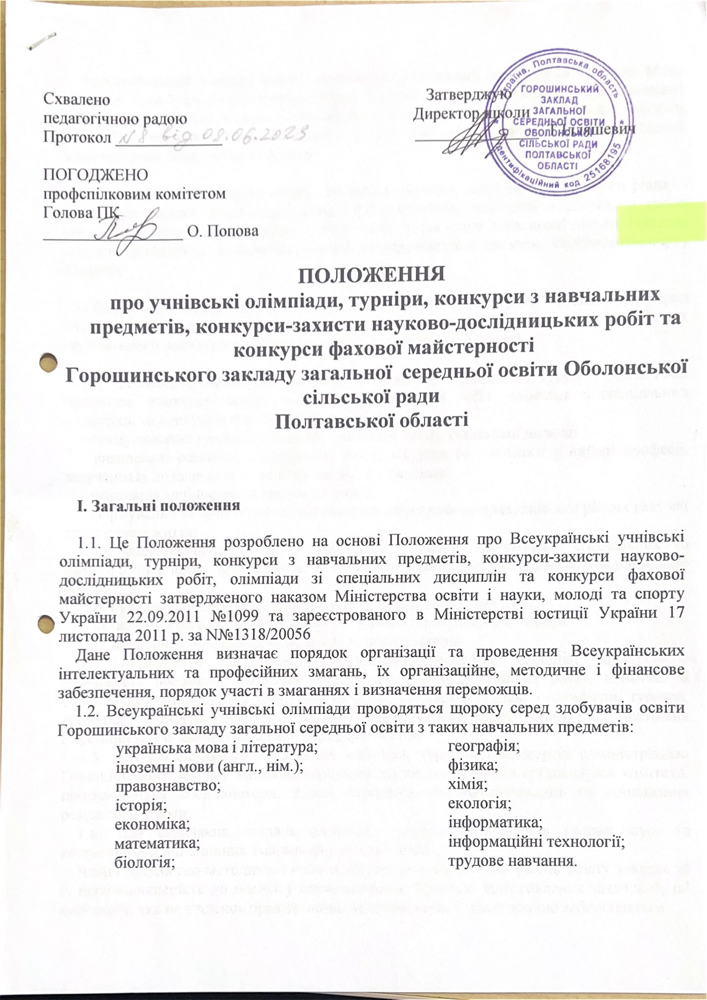 Схвалено
педагогічною радою
Протокол №8 від 09.06.2023
ПОГОДЖЕНО
профспілковим комітетом
Голова ПК
О. Попова
Затверджую
Директор школи
Т.Ілляшевич
Україна, Полтавська область
ГОРОШИНСЬКИЙ
ЗАКЛАД
ЗАГАЛЬНОЇ
СЕРЕДНЬОЇ ОСВІТИ
ОБОЛОНСЬКОЇ
СІЛЬСЬКОЇ РАДИ
ПОЛТАВСЬКОЇ
ОБЛАСТІ
Ідентифікаційний код 25168195
ПОЛОЖЕННЯ
про учнівські олімпіади, турніри, конкурси з навчальних
предметів, конкурси-захисти науково-дослідницьких робіт та
конкурси фахової майстерності
Горошинського закладу загальної середньої освіти Оболонської
сільської ради
Полтавської області
І. Загальні положення
1.1. Це Положення розроблено на основі Положення про Всеукраїнські учнівські
олімпіади, турніри, конкурси з навчальних предметів, конкурси-захисти науково-
дослідницьких робіт, олімпіади зі спеціальних дисциплін та конкурси фахової
майстерності затвердженого наказом Міністерства освіти і науки, молоді та спорту
України 22.09.2011 №1099 та зареєстрованого в Міністерстві юстиції України 17
листопада 2011 р. за N№1318/20056
Дане Положення визначає порядок організації та проведення Всеукраїнських
інтелектуальних та професійних змагань, їх організаційне, методичне і фінансове
забезпечення, порядок участі в змаганнях і визначення переможців.
1.2. Всеукраїнські учнівські олімпіади проводяться щороку серед здобувачів освіти
Горошинського закладу загальної середньої освіти з таких навчальних предметів:
українська мова і література;
іноземні мови (англ., нім.);
правознавство;
історія;
економіка;
математика;
біологія;
географія;
фізика;
хімія;
екологія;
інформатика;
інформаційні технології;
трудове навчання.